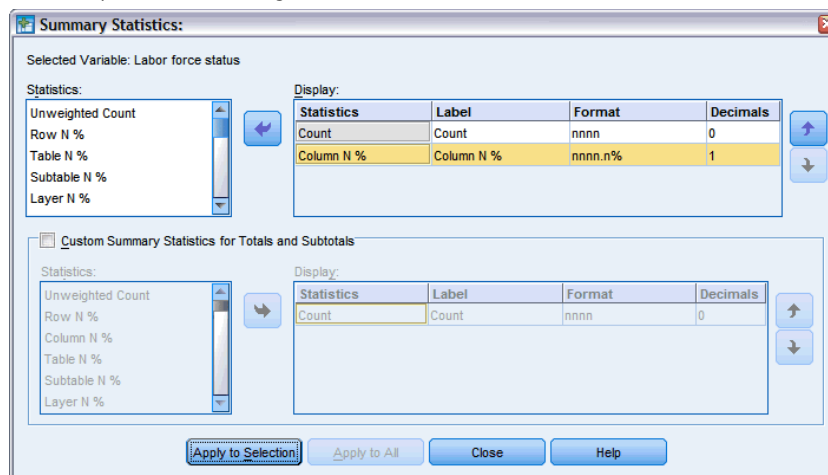 Summary Statistics:
Selected Variable: Labor force status
Statistics:
Display:
Unweighted Count
Row N %
Table N %
Subtable N %
Layer N %
Statistics Label Format Decimals
Count Count nnnn 0
Column N % Column N % nnnn.n% 1
Custom Summary Statistics for Totals and Subtotals
Statistics:
Display:
Unweighted Count
Row N %
Column N %
Table N %
Subtable N %
Layer N %
Statistics Label Format Decimals
Count Count nnnn 0
Apply to Selection Apply to All Close Help